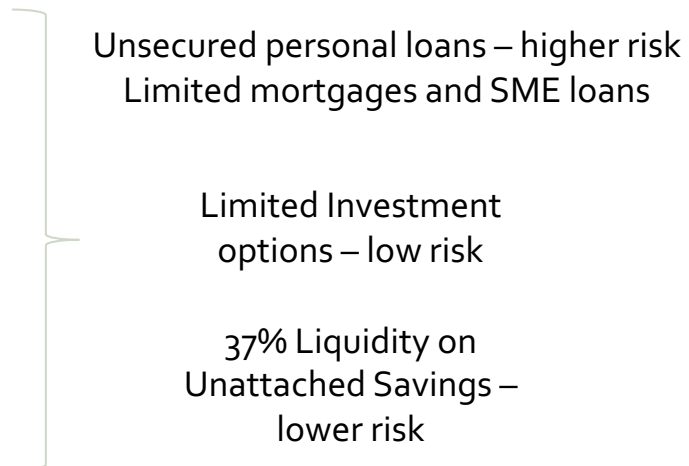 Unsecured personal loans – higher risk
Limited mortgages and SME loans
Limited Investment
options – low risk
37% Liquidity on
Unattached Savings –
lower risk